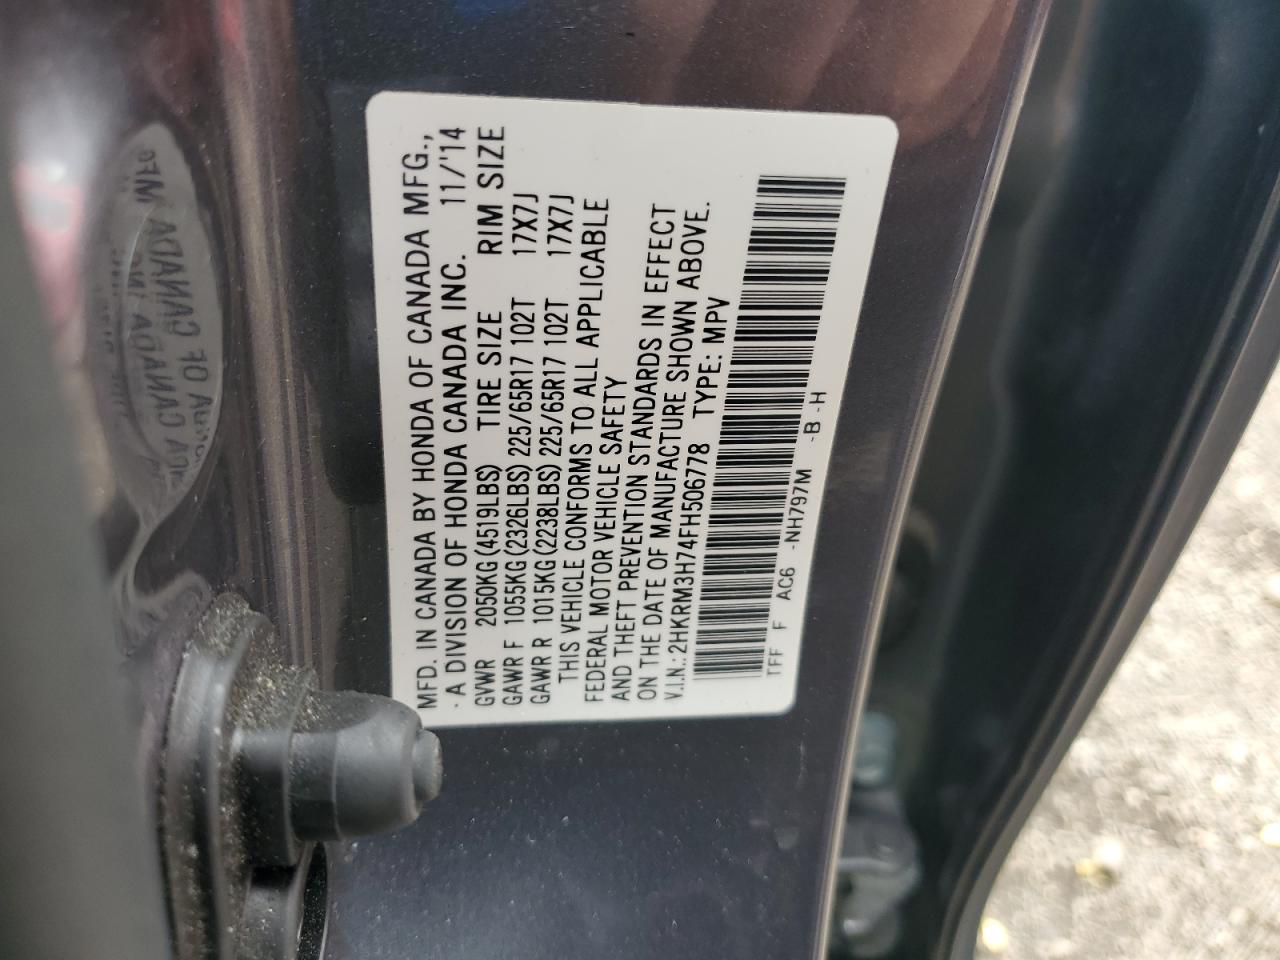 MFD. IN CANADA BY HONDA OF CANADA MFG.,
- A DIVISION OF HONDA CANADA INC. 11/'14
GVWR 2050KG(4519LBS) TIRE SIZE RIM SIZE
GAWR F 1055KG(2326LBS) 225/65R17 102T 17X7J
GAWR R 1015KG(2238LBS) 225/65R17 102T 17X7J
THIS VEHICLE CONFORMS TO ALL APPLICABLE
FEDERAL MOTOR VEHICLE SAFETY
AND THEFT PREVENTION STANDARDS IN EFFECT
ON THE DATE OF MANUFACTURE SHOWN ABOVE.
V.I.N.: 2HKRM3H74FH506778 TYPE: MPV
TFF F AC6 -NH797M -B -H